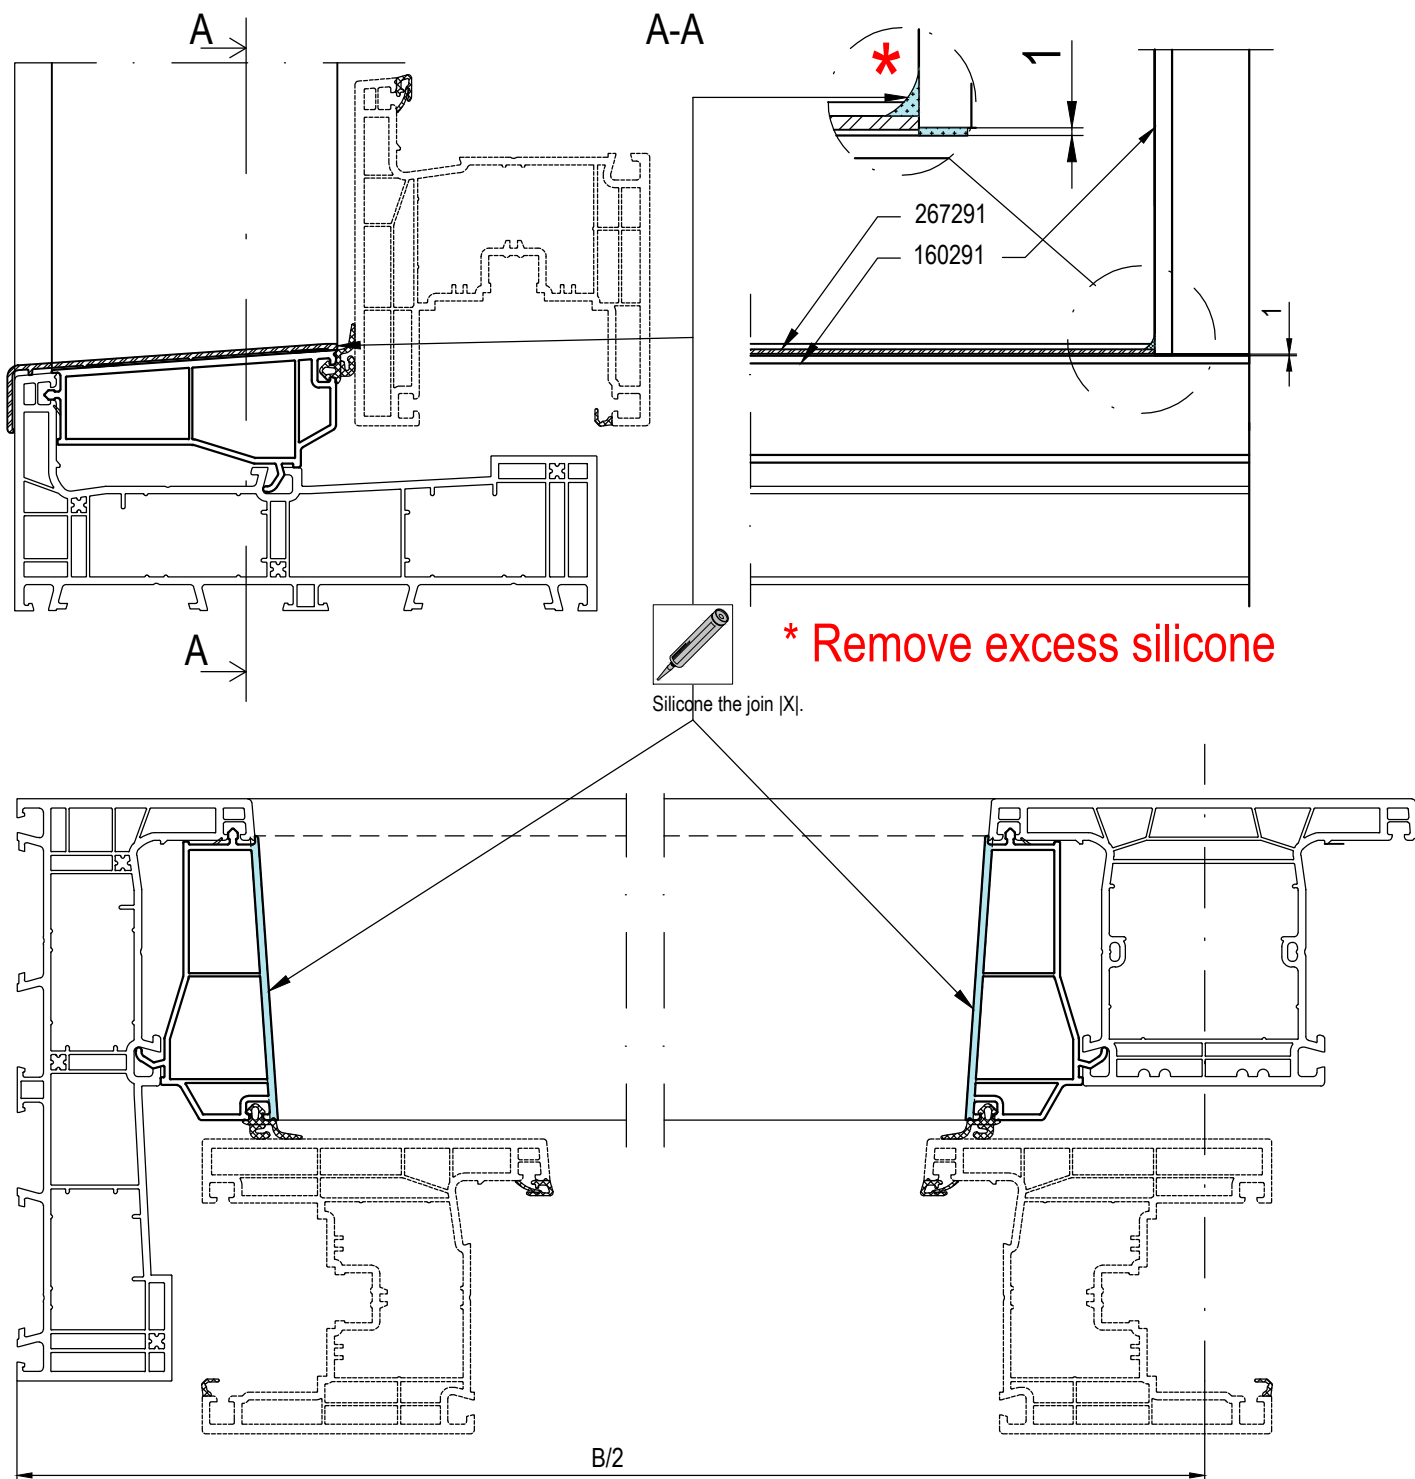 A
A-A
*
1
267291
160291
1
A
* Remove excess silicone
Silicone the join |X|.
B/2